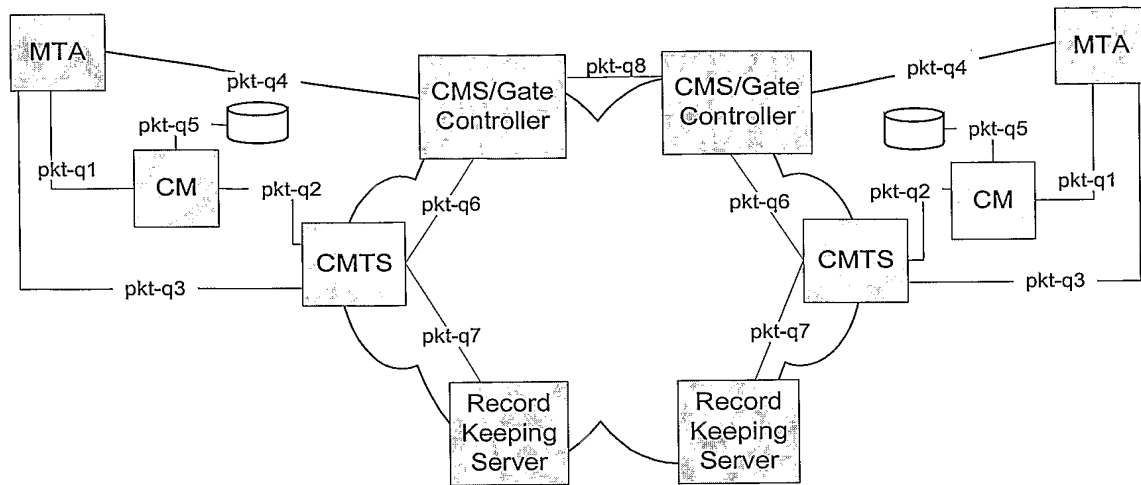 MTA
pkt-q4
CMS/Gate
Controller
pkt-q8
CMS/Gate
Controller
pkt-q4
MTA
pkt-q5
pkt-q5
pkt-q1
CM
pkt-q2
pkt-q6
pkt-q6
pkt-q2
CM
pkt-q1
CMTS
CMTS
pkt-q3
pkt-q3
pkt-q7
pkt-q7
Record
Keeping
Server
Record
Keeping
Server